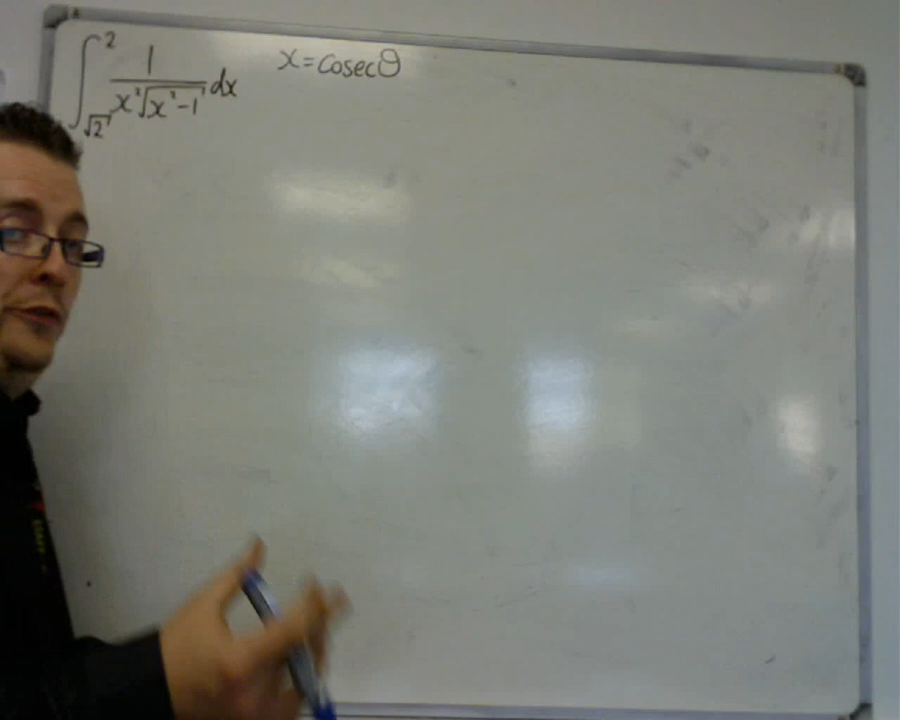 ∫_{√2}^{2} 1/(x²√(x²-1)) dx x=cosecθ